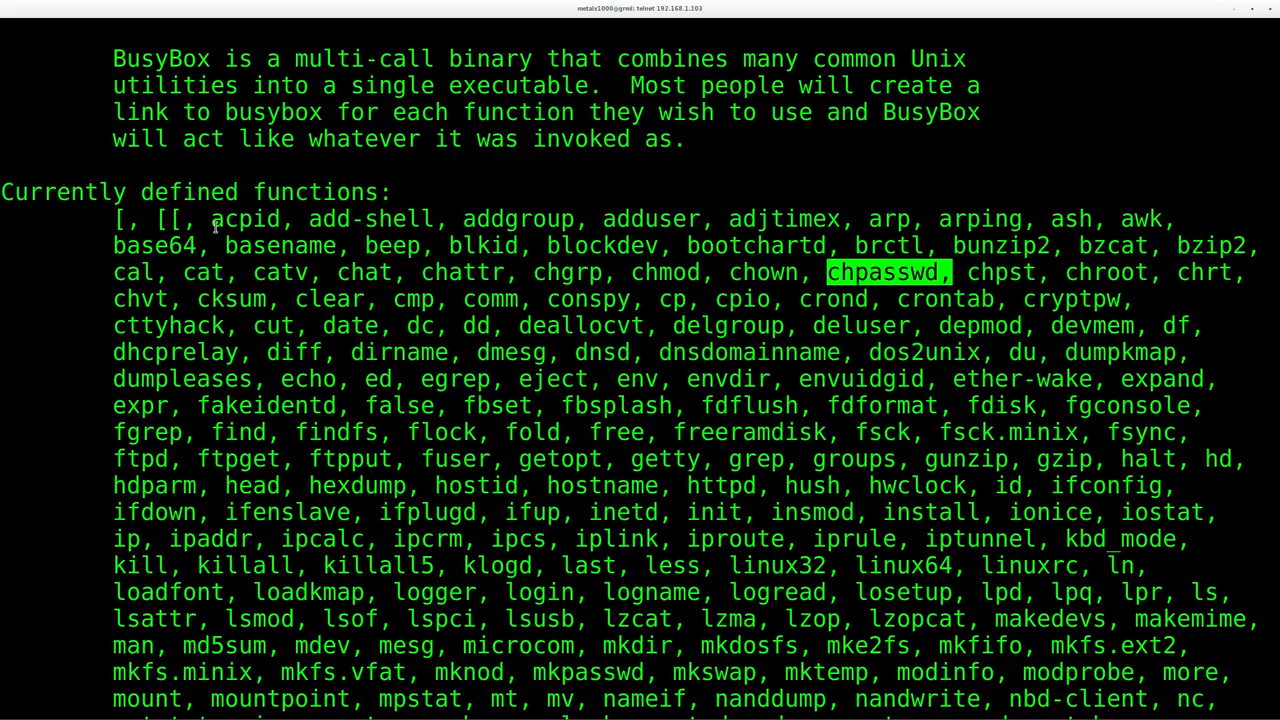 metalx1000@grml: telnet 192.168.1.103
BusyBox is a multi-call binary that combines many common Unix
utilities into a single executable.  Most people will create a
link to busybox for each function they wish to use and BusyBox
will act like whatever it was invoked as.
Currently defined functions:
[, [[, acpid, add-shell, addgroup, adduser, adjtimex, arp, arping, ash, awk,
base64, basename, beep, blkid, blockdev, bootchartd, brctl, bunzip2, bzcat, bzip2,
cal, cat, catv, chat, chattr, chgrp, chmod, chown, chpasswd, chpst, chroot, chrt,
chvt, cksum, clear, cmp, comm, conspy, cp, cpio, crond, crontab, cryptpw,
cttyhack, cut, date, dc, dd, deallocvt, delgroup, deluser, depmod, devmem, df,
dhcprelay, diff, dirname, dmesg, dnsd, dnsdomainname, dos2unix, du, dumpkmap,
dumpleases, echo, ed, egrep, eject, env, envdir, envuidgid, ether-wake, expand,
expr, fakeidentd, false, fbset, fbsplash, fdflush, fdformat, fdisk, fgconsole,
fgrep, find, findfs, flock, fold, free, freeramdisk, fsck, fsck.minix, fsync,
ftpd, ftpget, ftpput, fuser, getopt, getty, grep, groups, gunzip, gzip, halt, hd,
hdparm, head, hexdump, hostid, hostname, httpd, hush, hwclock, id, ifconfig,
ifdown, ifenslave, ifplugd, ifup, inetd, init, insmod, install, ionice, iostat,
ip, ipaddr, ipcalc, ipcrm, ipcs, iplink, iproute, iprule, iptunnel, kbd_mode,
kill, killall, killall5, klogd, last, less, linux32, linux64, linuxrc, ln,
loadfont, loadkmap, logger, login, logname, logread, losetup, lpd, lpq, lpr, ls,
lsattr, lsmod, lsof, lspci, lsusb, lzcat, lzma, lzop, lzopcat, makedevs, makemime,
man, md5sum, mdev, mesg, microcom, mkdir, mkdosfs, mke2fs, mkfifo, mkfs.ext2,
mkfs.minix, mkfs.vfat, mknod, mkpasswd, mkswap, mktemp, modinfo, modprobe, more,
mount, mountpoint, mpstat, mt, mv, nameif, nanddump, nandwrite, nbd-client, nc,